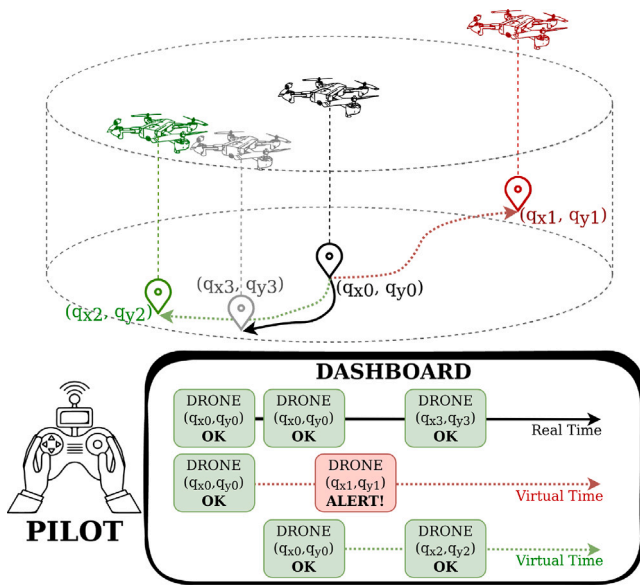 (qx1, qy1)
(qx3, qy3)
(qx0, qy0)
(qx2, qy2)
DASHBOARD
DRONE
(qx0,qy0)
OK
DRONE
(qx0,qy0)
OK
DRONE
(qx3,qy3)
OK
Real Time
DRONE
(qx0,qy0)
OK
DRONE
(qx1,qy1)
ALERT!
Virtual Time
DRONE
(qx0,qy0)
OK
DRONE
(qx2,qy2)
OK
Virtual Time
PILOT